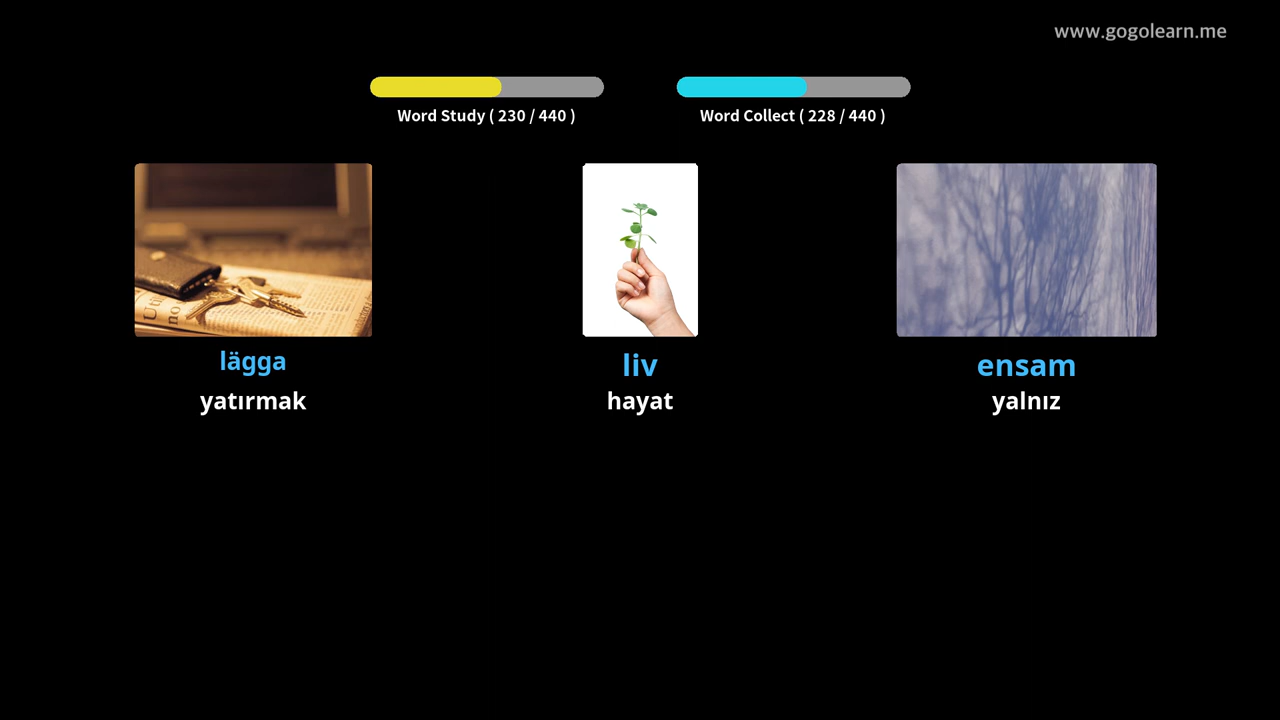 www.gogolearn.me
Word Study ( 230 / 440 )
Word Collect ( 228 / 440 )
lägga
liv
ensam
yatırmak
hayat
yalnız